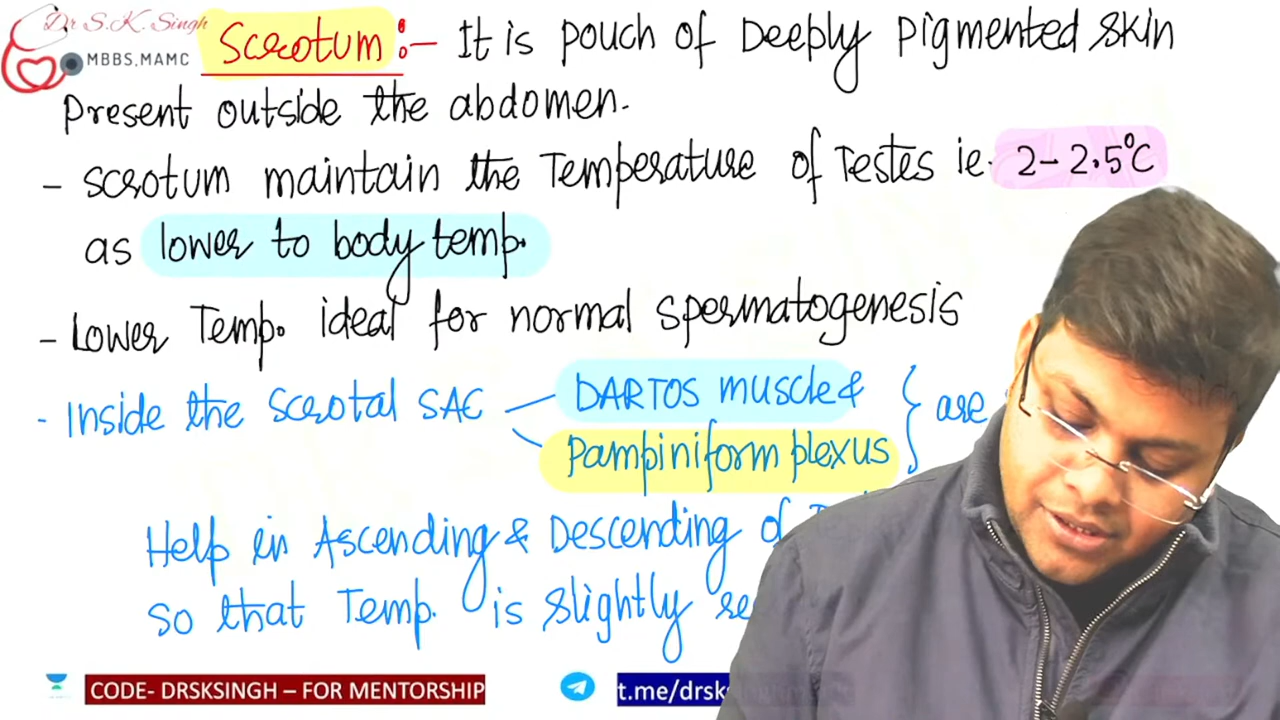 Dr S.K. Singh
MBBS,MAMC
Scrotum :- It is pouch of Deeply pigmented skin
Present outside the abdomen.
- scrotum maintain the Temperature of Testes ie. 2-2.5°C
as lower to body temp.
- Lower Temp. ideal for normal spermatogenesis
- Inside the Scrotal SAC
DARTOS muscle &
Pampiniform plexus
are
Help in Ascending & Descending of
so that Temp. is slightly
CODE- DRSKSINGH – FOR MENTORSHIP
t.me/drsk